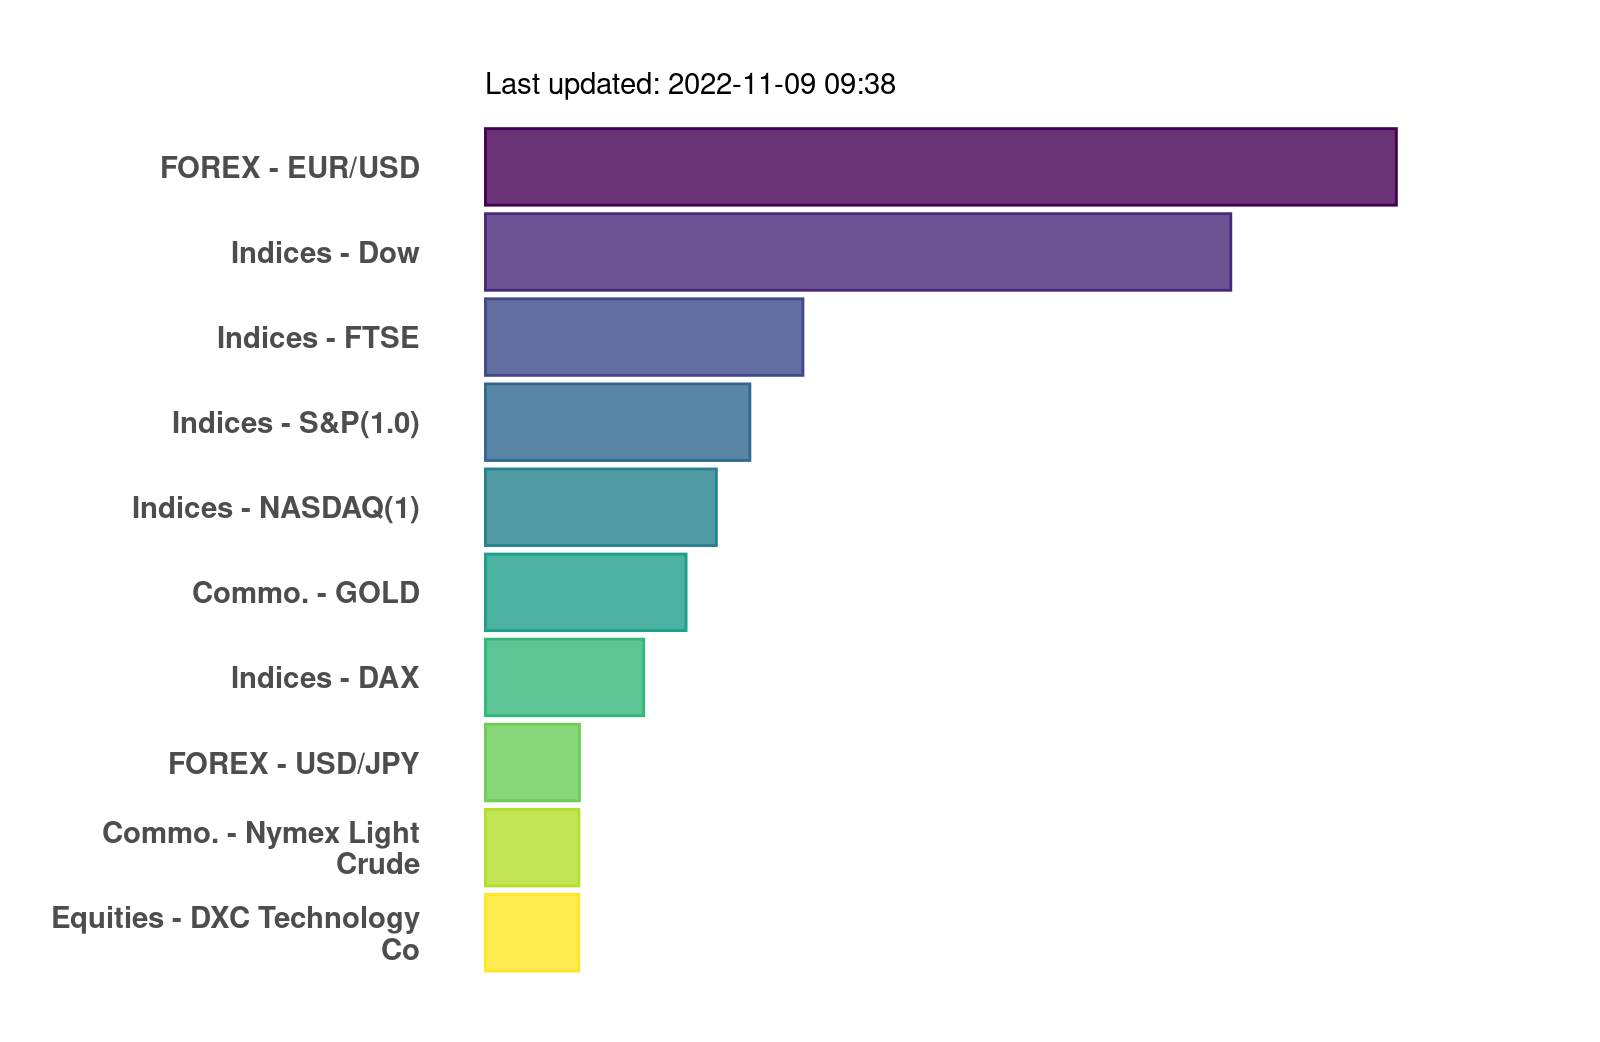 Last updated: 2022-11-09 09:38
FOREX - EUR/USD
Indices - Dow
Indices - FTSE
Indices - S&P(1.0)
Indices - NASDAQ(1)
Commo. - GOLD
Indices - DAX
FOREX - USD/JPY
Commo. - Nymex Light
Crude
Equities - DXC Technology
Co